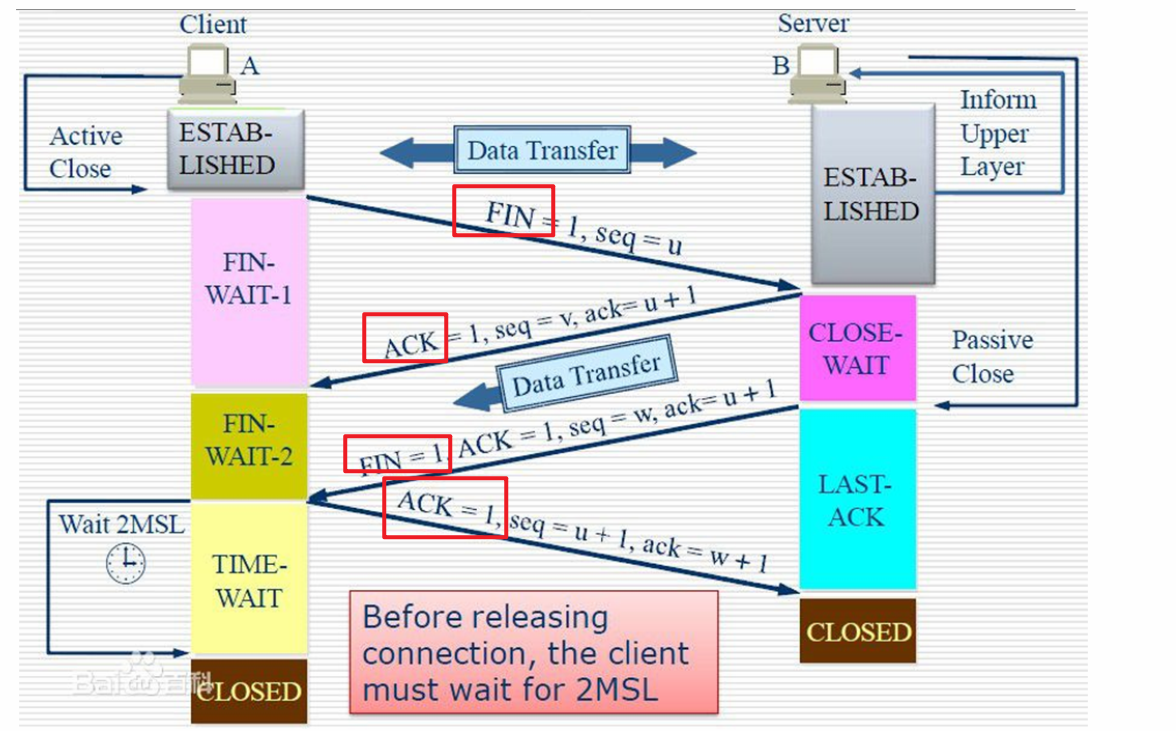 Client
Server
A
B
Active
Close
ESTAB-
LISHED
Data Transfer
Inform
Upper
Layer
ESTAB-
LISHED
FIN = 1, seq = u
FIN-
WAIT-1
ACK = 1, seq = v, ack= u + 1
CLOSE-
WAIT
Passive
Close
Data Transfer
FIN = 1, ACK = 1, seq = w, ack= u + 1
FIN-
WAIT-2
ACK = 1, seq = u + 1, ack = w + 1
LAST-
ACK
Wait 2MSL
TIME-
WAIT
Before releasing
connection, the client
must wait for 2MSL
CLOSED
Baidu百科
CLOSED